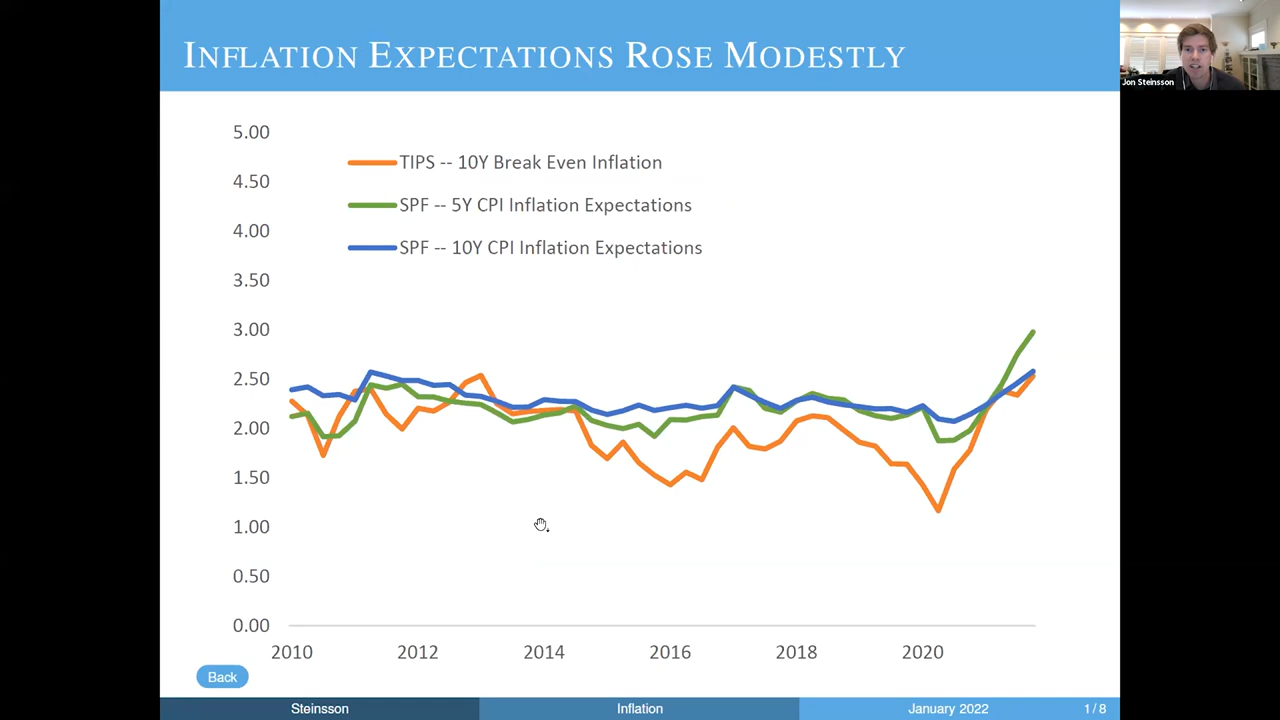 INFLATION EXPECTATIONS ROSE MODESTLY
Jon Steinsson
5.00
4.50
4.00
3.50
3.00
2.50
2.00
1.50
1.00
0.50
0.00
TIPS -- 10Y Break Even Inflation
SPF -- 5Y CPI Inflation Expectations
SPF -- 10Y CPI Inflation Expectations
2010 2012 2014 2016 2018 2020
Back
Steinsson Inflation January 2022 1 / 8